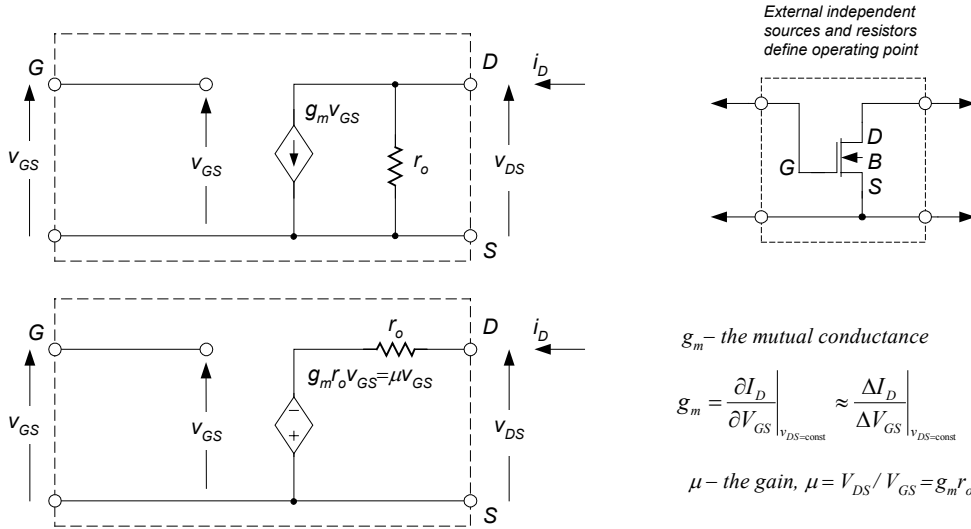 External independent
sources and resistors
define operating point
G
D
i_D
g_m v_GS
v_GS
v_GS
r_o
v_DS
S
D
B
G
S
G
r_o
D
i_D
g_m r_o v_GS=μv_GS
v_GS
v_GS
−
+
v_DS
S
g_m – the mutual conductance
g_m = ∂I_D/∂V_GS |v_DS=const ≈ ΔI_D/ΔV_GS |v_DS=const
μ – the gain, μ = V_DS / V_GS = g_m r_o